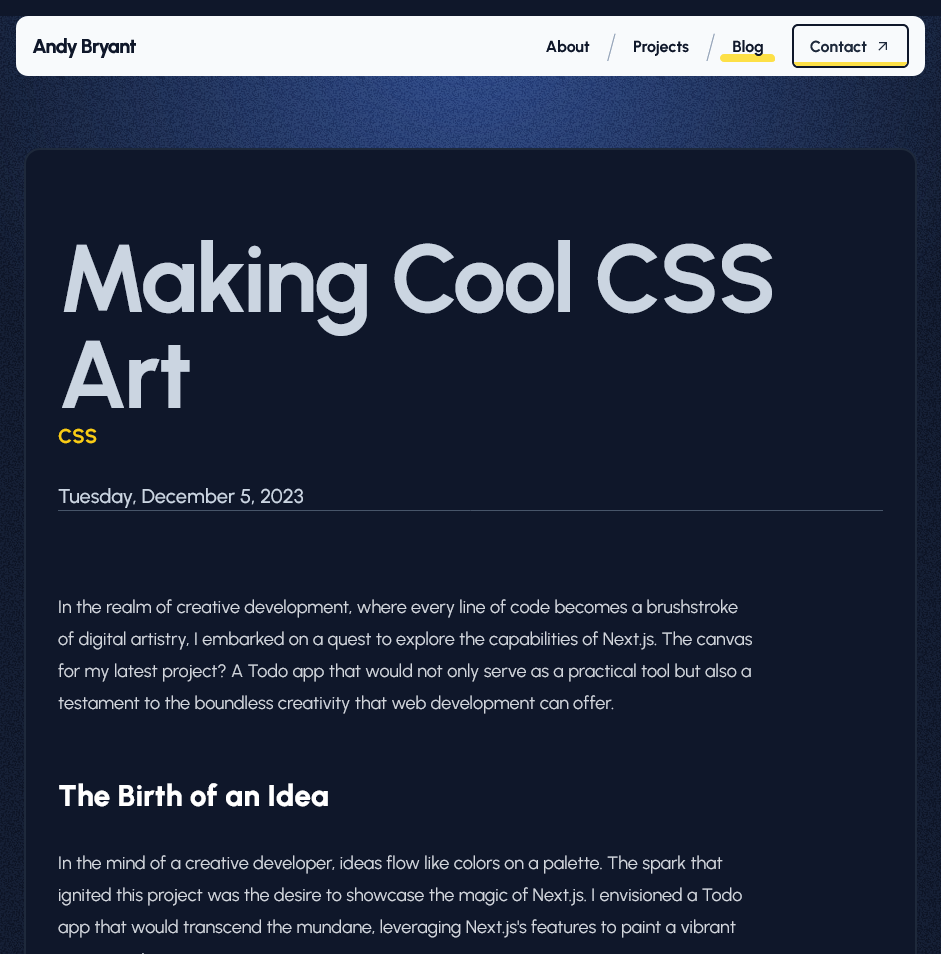 Andy Bryant
About
Projects
Blog
Contact
Making Cool CSS
Art
CSS
Tuesday, December 5, 2023
In the realm of creative development, where every line of code becomes a brushstroke
of digital artistry, I embarked on a quest to explore the capabilities of Next.js. The canvas
for my latest project? A Todo app that would not only serve as a practical tool but also a
testament to the boundless creativity that web development can offer.
The Birth of an Idea
In the mind of a creative developer, ideas flow like colors on a palette. The spark that
ignited this project was the desire to showcase the magic of Next.js. I envisioned a Todo
app that would transcend the mundane, leveraging Next.js's features to paint a vibrant